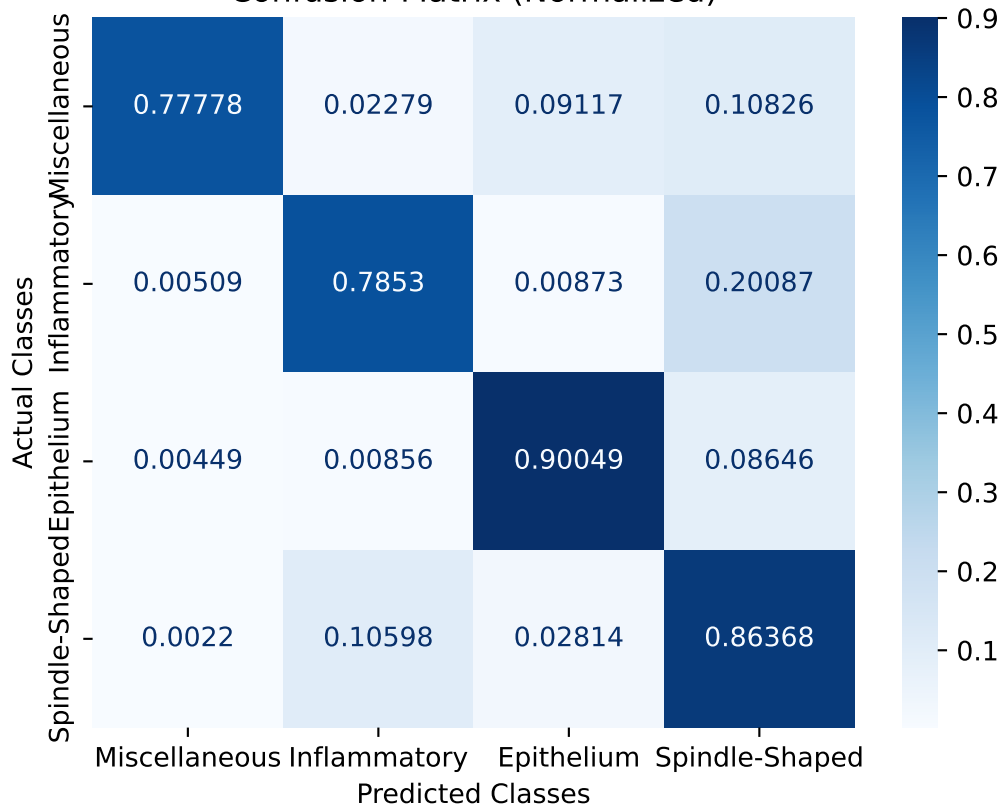 Confusion Matrix (Normalized)
Miscellaneous
0.77778 0.02279 0.09117 0.10826
Inflammatory
0.00509 0.7853 0.00873 0.20087
Epithelium
0.00449 0.00856 0.90049 0.08646
Spindle-Shaped
0.0022 0.10598 0.02814 0.86368
Actual Classes
Miscellaneous Inflammatory Epithelium Spindle-Shaped
Predicted Classes
0.9
0.8
0.7
0.6
0.5
0.4
0.3
0.2
0.1